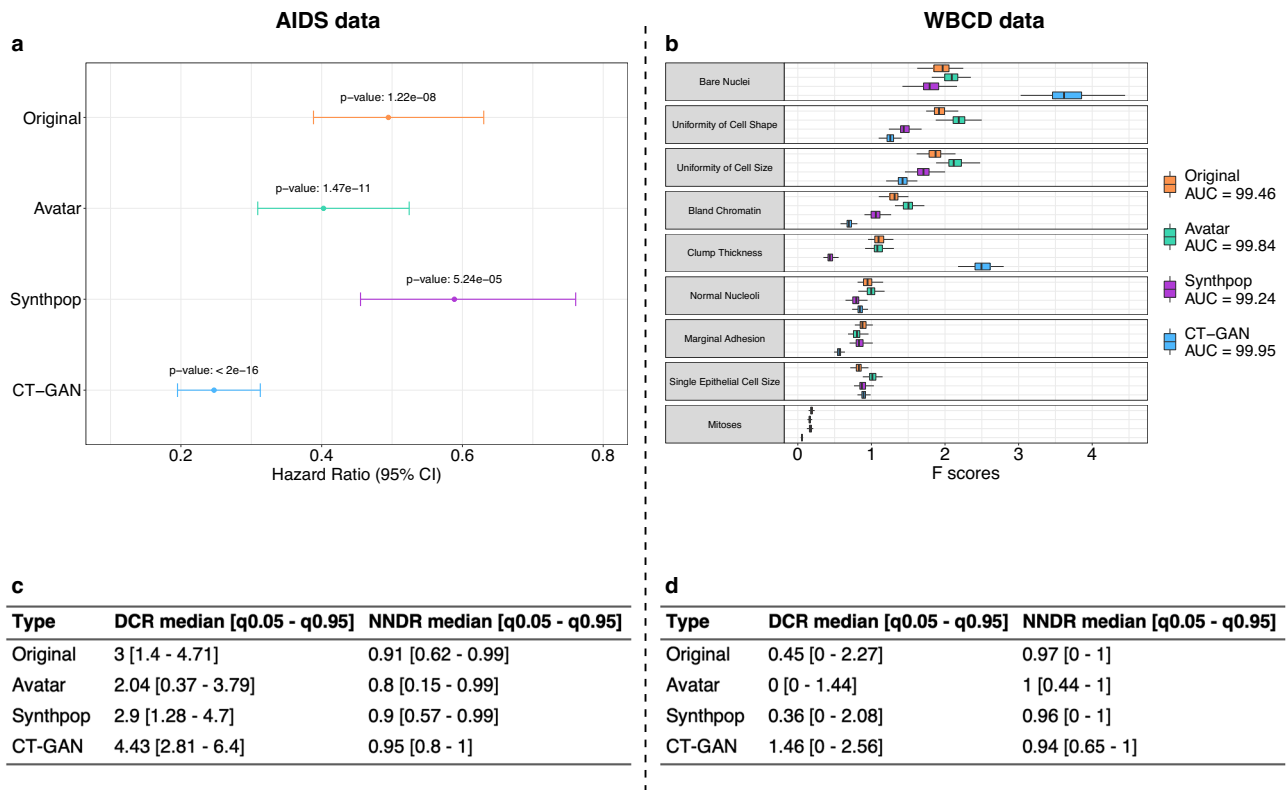 AIDS data
WBCD data
a
p-value: 1.22e-08
p-value: 1.47e-11
p-value: 5.24e-05
p-value: < 2e-16
Original
Avatar
Synthpop
CT-GAN
0.2 0.4 0.6 0.8
Hazard Ratio (95% CI)
b
Bare Nuclei
Uniformity of Cell Shape
Uniformity of Cell Size
Bland Chromatin
Clump Thickness
Normal Nucleoli
Marginal Adhesion
Single Epithelial Cell Size
Mitoses
0 1 2 3 4
F scores
Original
AUC = 99.46
Avatar
AUC = 99.84
Synthpop
AUC = 99.24
CT-GAN
AUC = 99.95
c
Type DCR median [q0.05 - q0.95] NNDR median [q0.05 - q0.95]
Original 3 [1.4 - 4.71] 0.91 [0.62 - 0.99]
Avatar 2.04 [0.37 - 3.79] 0.8 [0.15 - 0.99]
Synthpop 2.9 [1.28 - 4.7] 0.9 [0.57 - 0.99]
CT-GAN 4.43 [2.81 - 6.4] 0.95 [0.8 - 1]
d
Type DCR median [q0.05 - q0.95] NNDR median [q0.05 - q0.95]
Original 0.45 [0 - 2.27] 0.97 [0 - 1]
Avatar 0 [0 - 1.44] 1 [0.44 - 1]
Synthpop 0.36 [0 - 2.08] 0.96 [0 - 1]
CT-GAN 1.46 [0 - 2.56] 0.94 [0.65 - 1]